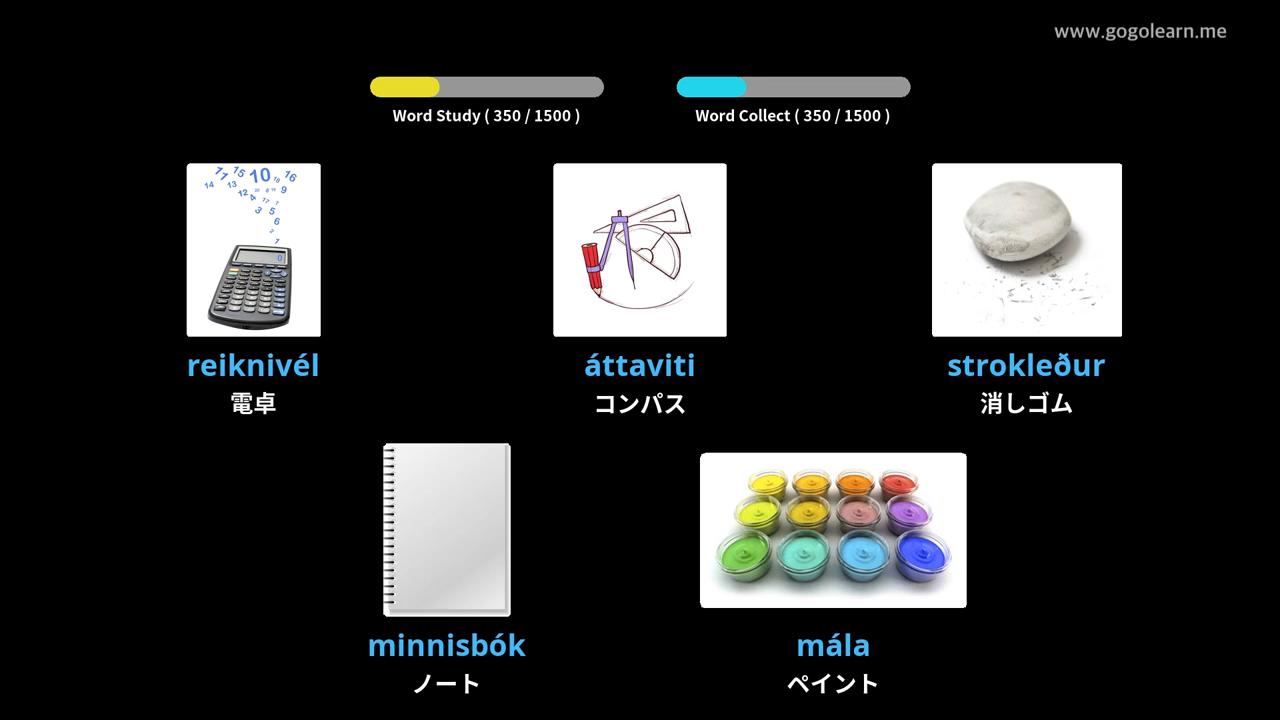 www.gogolearn.me
Word Study ( 350 / 1500 )
Word Collect ( 350 / 1500 )
reiknivél
電卓
áttaviti
コンパス
strokleður
消しゴム
minnisbók
ノート
mála
ペイント